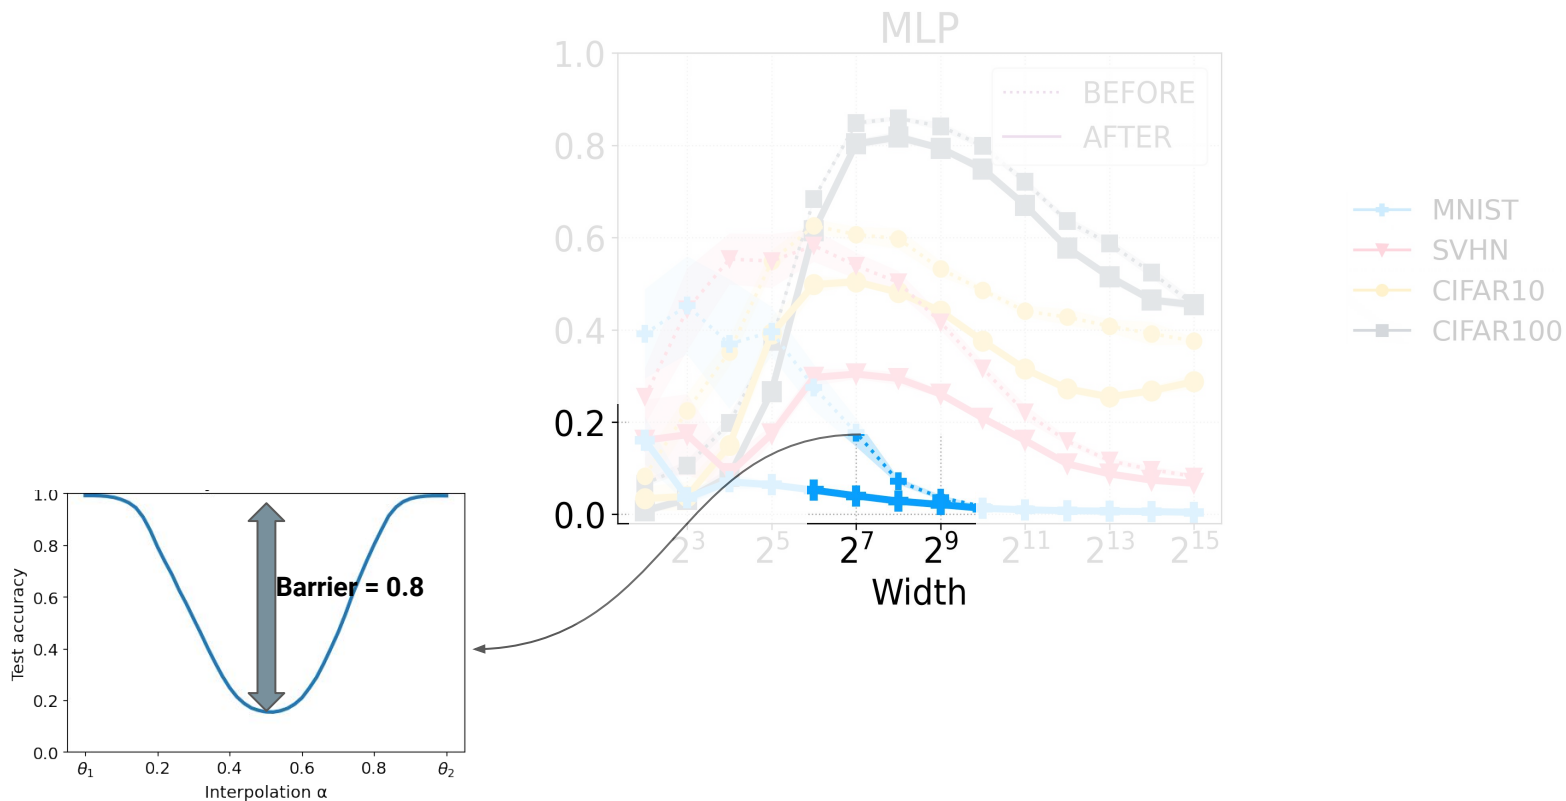 MLP
1.0
0.8
0.6
0.4
0.2
0.0
BEFORE
AFTER
2^3 2^5 2^7 2^9 2^11 2^13 2^15
Width
MNIST
SVHN
CIFAR10
CIFAR100
1.0
0.8
0.6
0.4
0.2
0.0
Test accuracy
Barrier = 0.8
θ1 0.2 0.4 0.6 0.8 θ2
Interpolation α